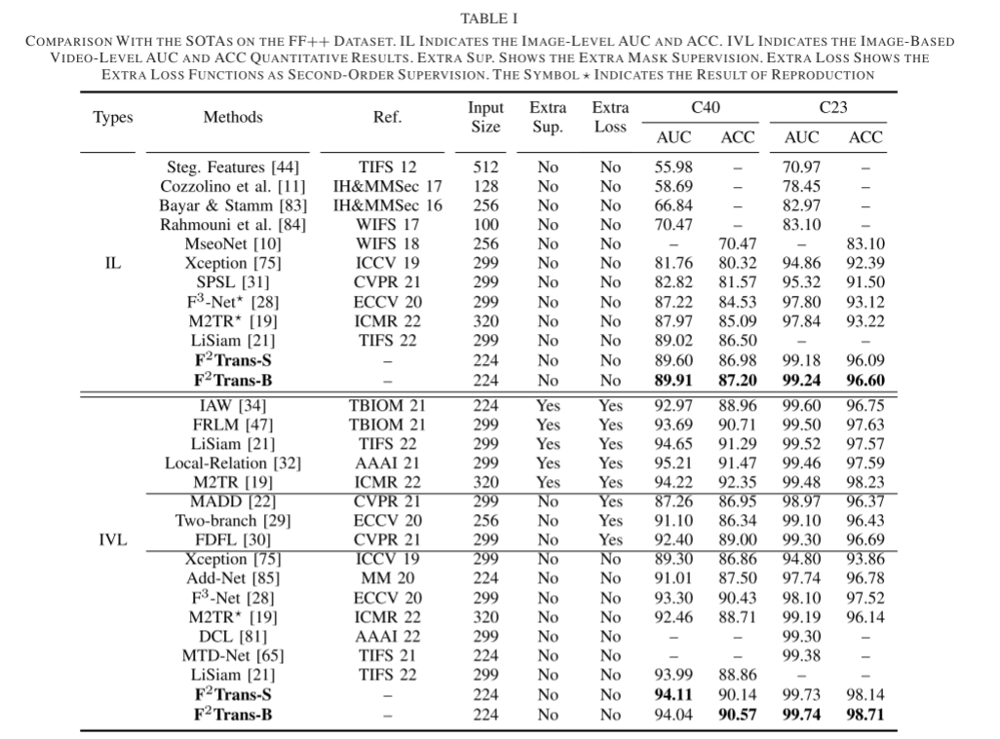 TABLE I
COMPARISON WITH THE SOTAS ON THE FF++ DATASET. IL INDICATES THE IMAGE-LEVEL AUC AND ACC. IVL INDICATES THE IMAGE-BASED
VIDEO-LEVEL AUC AND ACC QUANTITATIVE RESULTS. EXTRA SUP. SHOWS THE EXTRA MASK SUPERVISION. EXTRA LOSS SHOWS THE
EXTRA LOSS FUNCTIONS AS SECOND-ORDER SUPERVISION. THE SYMBOL ⋆ INDICATES THE RESULT OF REPRODUCTION
Types Methods Ref. Input Size Extra Sup. Extra Loss C40 C23
AUC ACC AUC ACC
Steg. Features [44] TIFS 12 512 No No 55.98 – 70.97 –
Cozzolino et al. [11] IH&MMSec 17 128 No No 58.69 – 78.45 –
Bayar & Stamm [83] IH&MMSec 16 256 No No 66.84 – 82.97 –
Rahmouni et al. [84] WIFS 17 100 No No 70.47 – 83.10 –
MseoNet [10] WIFS 18 256 No No – 70.47 – 83.10
IL Xception [75] ICCV 19 299 No No 81.76 80.32 94.86 92.39
SPSL [31] CVPR 21 299 No No 82.82 81.57 95.32 91.50
F³-Net⋆ [28] ECCV 20 299 No No 87.22 84.53 97.80 93.12
M2TR⋆ [19] ICMR 22 320 No No 87.97 85.09 97.84 93.22
LiSiam [21] TIFS 22 299 No No 89.02 86.50 – –
F²Trans-S – 224 No No 89.60 86.98 99.18 96.09
F²Trans-B – 224 No No 89.91 87.20 99.24 96.60
IAW [34] TBIOM 21 224 Yes Yes 92.97 88.96 99.60 96.75
FRLM [47] TBIOM 21 299 Yes Yes 93.69 90.71 99.50 97.63
LiSiam [21] TIFS 22 299 Yes Yes 94.65 91.29 99.52 97.57
Local-Relation [32] AAAI 21 299 Yes Yes 95.21 91.47 99.46 97.59
M2TR [19] ICMR 22 320 Yes Yes 94.22 92.35 99.48 98.23
MADD [22] CVPR 21 299 No Yes 87.26 86.95 98.97 96.37
Two-branch [29] ECCV 20 256 No Yes 91.10 86.34 99.10 96.43
IVL FDFL [30] CVPR 21 299 No Yes 92.40 89.00 99.30 96.69
Xception [75] ICCV 19 299 No No 89.30 86.86 94.80 93.86
Add-Net [85] MM 20 224 No No 91.01 87.50 97.74 96.78
F³-Net [28] ECCV 20 299 No No 93.30 90.43 98.10 97.52
M2TR⋆ [19] ICMR 22 320 No No 92.46 88.71 99.19 96.14
DCL [81] AAAI 22 299 No No – – 99.30 –
MTD-Net [65] TIFS 21 224 No No – – 99.38 –
LiSiam [21] TIFS 22 299 No No 93.99 88.86 – –
F²Trans-S – 224 No No 94.11 90.14 99.73 98.14
F²Trans-B – 224 No No 94.04 90.57 99.74 98.71